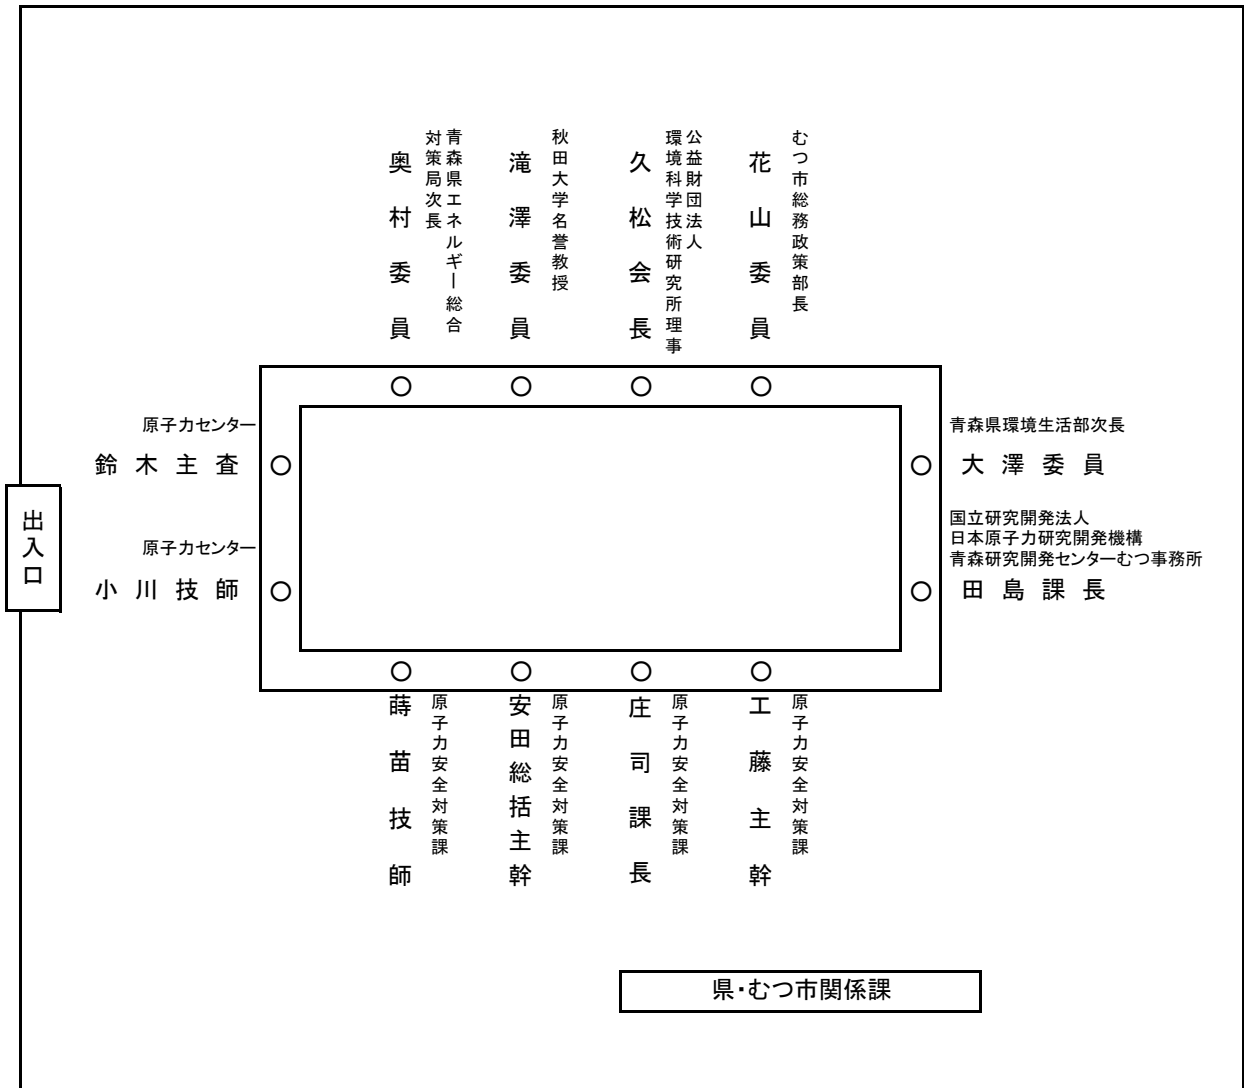 青森県エネルギー総合
対策局次長
奥村委員
秋田大学名誉教授
滝澤委員
公益財団法人
環境科学技術研究所理事
久松会長
むつ市総務政策部長
花山委員
原子力センター
鈴木主査
原子力センター
小川技師
出入口
青森県環境生活部次長
大澤委員
国立研究開発法人
日本原子力研究開発機構
青森研究開発センターむつ事務所
田島課長
原子力安全対策課
蒔苗技師
原子力安全対策課
安田総括主幹
原子力安全対策課
庄司課長
原子力安全対策課
工藤主幹
県・むつ市関係課